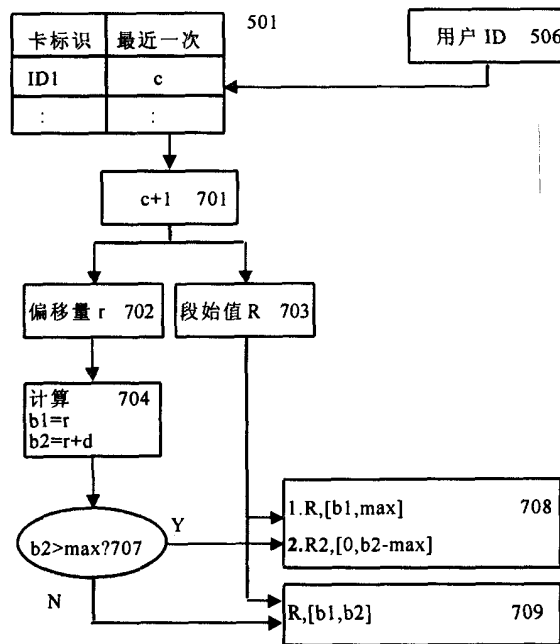 卡标识 最近一次 501
用户 ID 506
ID1 c
: :
c+1 701
偏移量 r 702 段始值 R 703
计算 704
b1=r
b2=r+d
b2>max?707 Y
N
1.R,[b1,max] 708
2.R2,[0,b2-max]
R,[b1,b2] 709